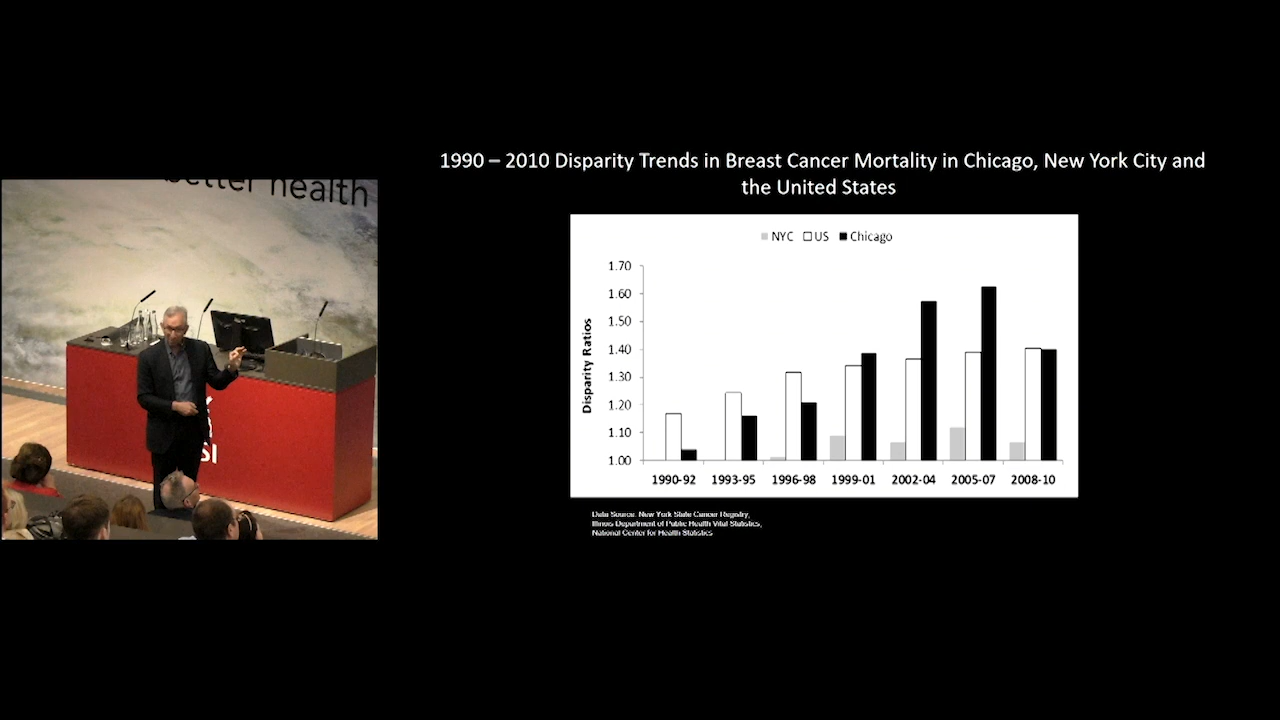 better health
SI
1990 – 2010 Disparity Trends in Breast Cancer Mortality in Chicago, New York City and
the United States
NYC US Chicago
Disparity Ratios
1.70
1.60
1.50
1.40
1.30
1.20
1.10
1.00
1990-92 1993-95 1996-98 1999-01 2002-04 2005-07 2008-10
Data Source: New York State Cancer Registry,
Illinois Department of Public Health Vital Statistics,
National Center for Health Statistics